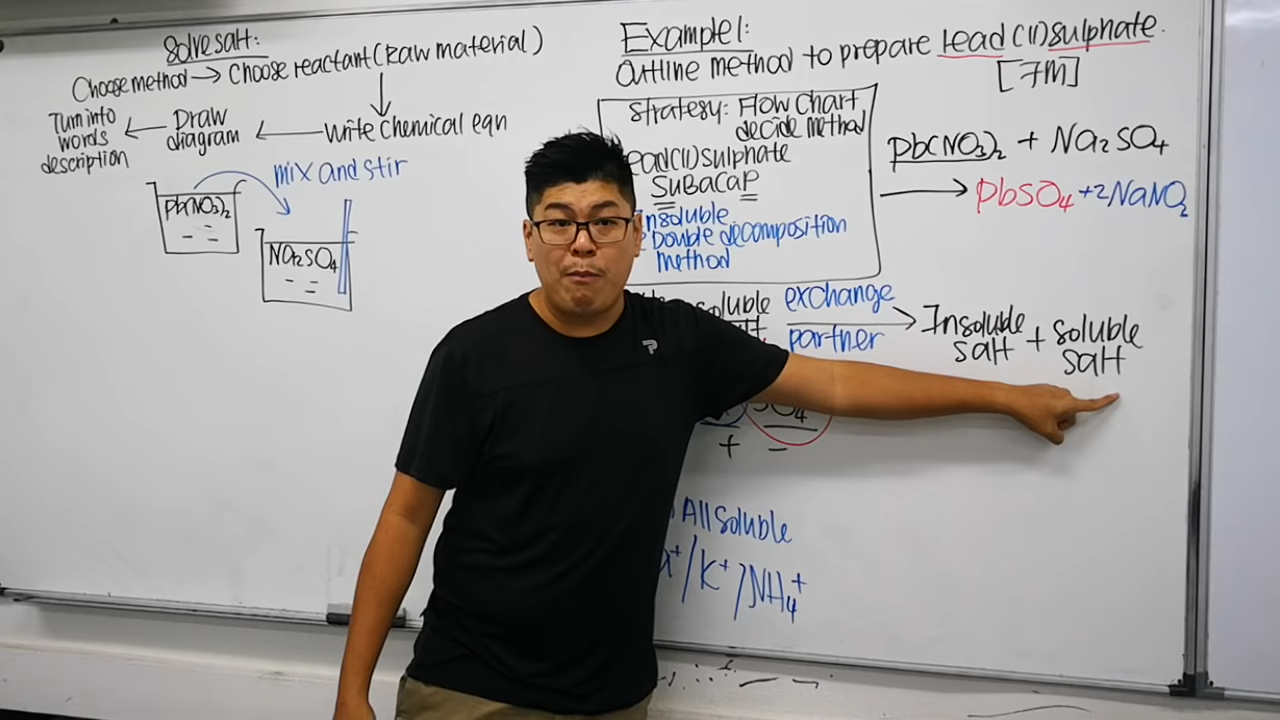 Solve salt:
Choose method → Choose reactant (Raw material)
Write chemical eqn
Draw
diagram
Turn into
words
description
mix and stir
Pb(NO3)2
Na2SO4
Example 1:
Outline method to prepare lead (II) sulphate.
[7M]
Strategy: Flow Chart
decide method
(II) sulphate
SuBaCaP
insoluble
Double decomposition
method
Pb(NO3)2 + Na2SO4
→ PbSO4 + 2NaNO2
soluble
exchange
partner
→ Insoluble
salt + soluble
salt
SO4
+ −
All soluble
/ K+ / NH4+